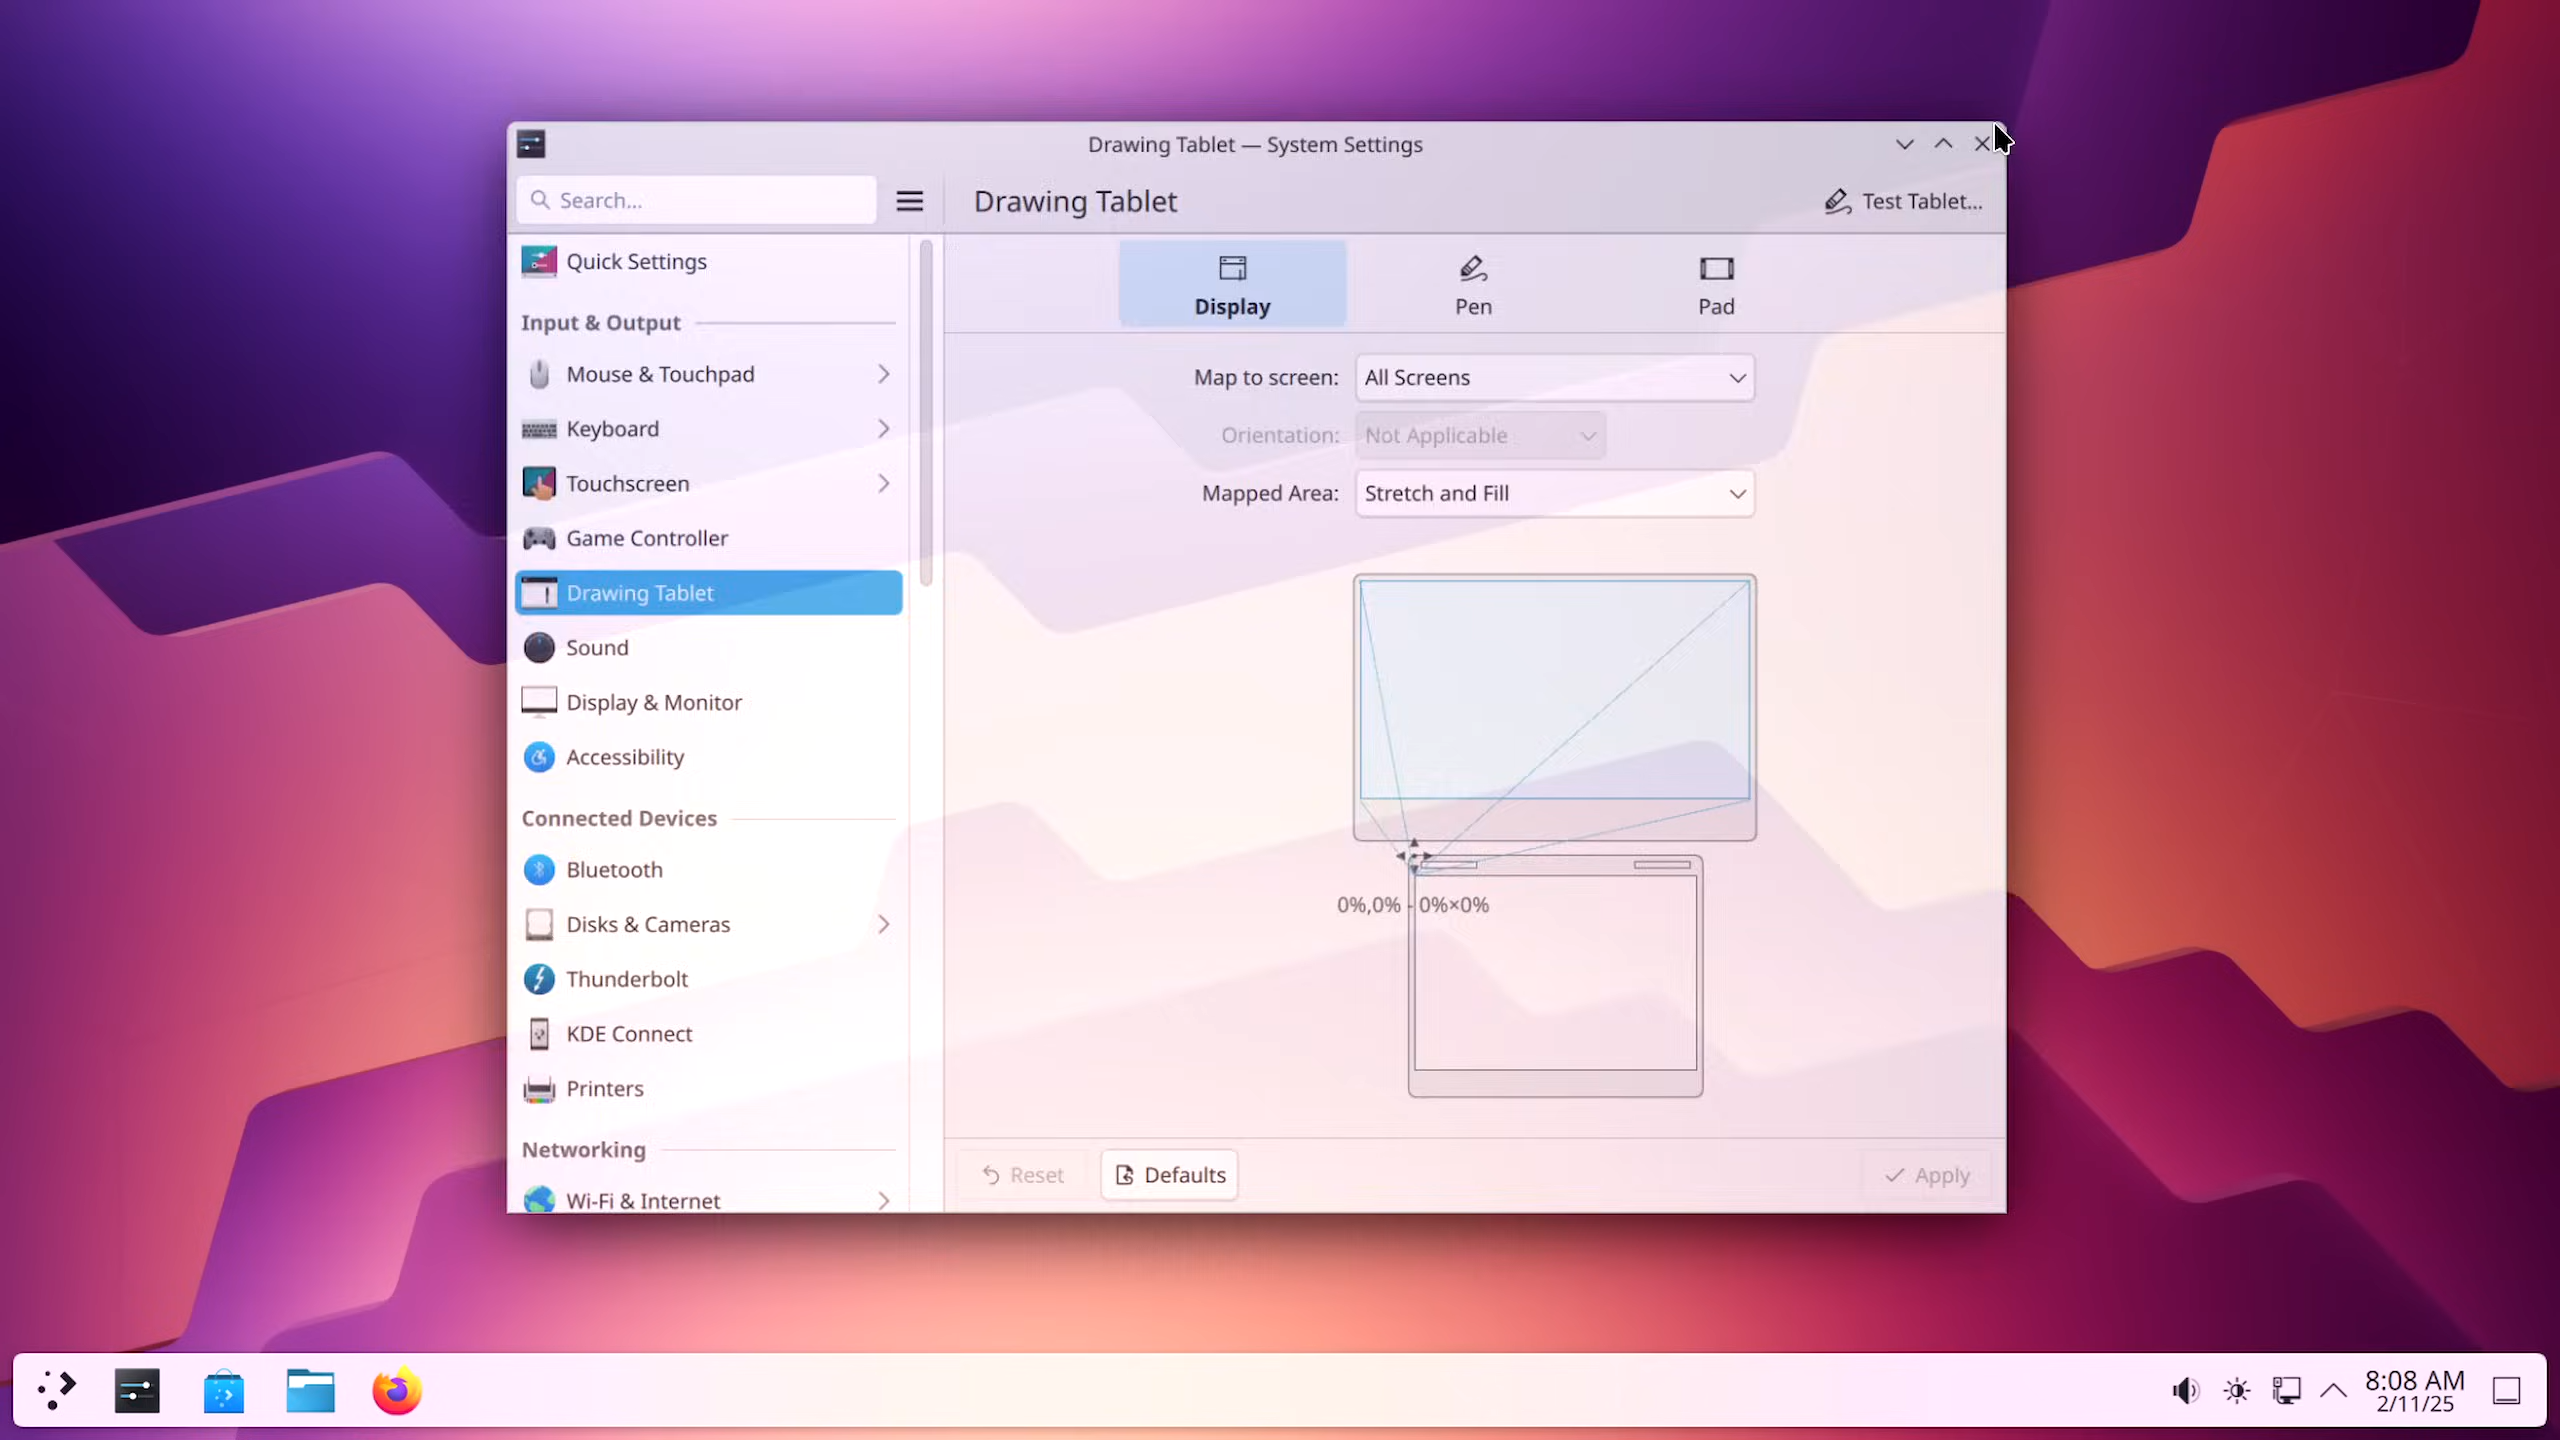 Drawing Tablet — System Settings
Search...
Drawing Tablet
Test Tablet...
Quick Settings
Input & Output
Mouse & Touchpad
Keyboard
Touchscreen
Game Controller
Drawing Tablet
Sound
Display & Monitor
Accessibility
Connected Devices
Bluetooth
Disks & Cameras
Thunderbolt
KDE Connect
Printers
Networking
Wi-Fi & Internet
Display
Pen
Pad
Map to screen: All Screens
Orientation: Not Applicable
Mapped Area: Stretch and Fill
0%,0% - 0%×0%
Reset
Defaults
Apply
8:08 AM
2/11/25